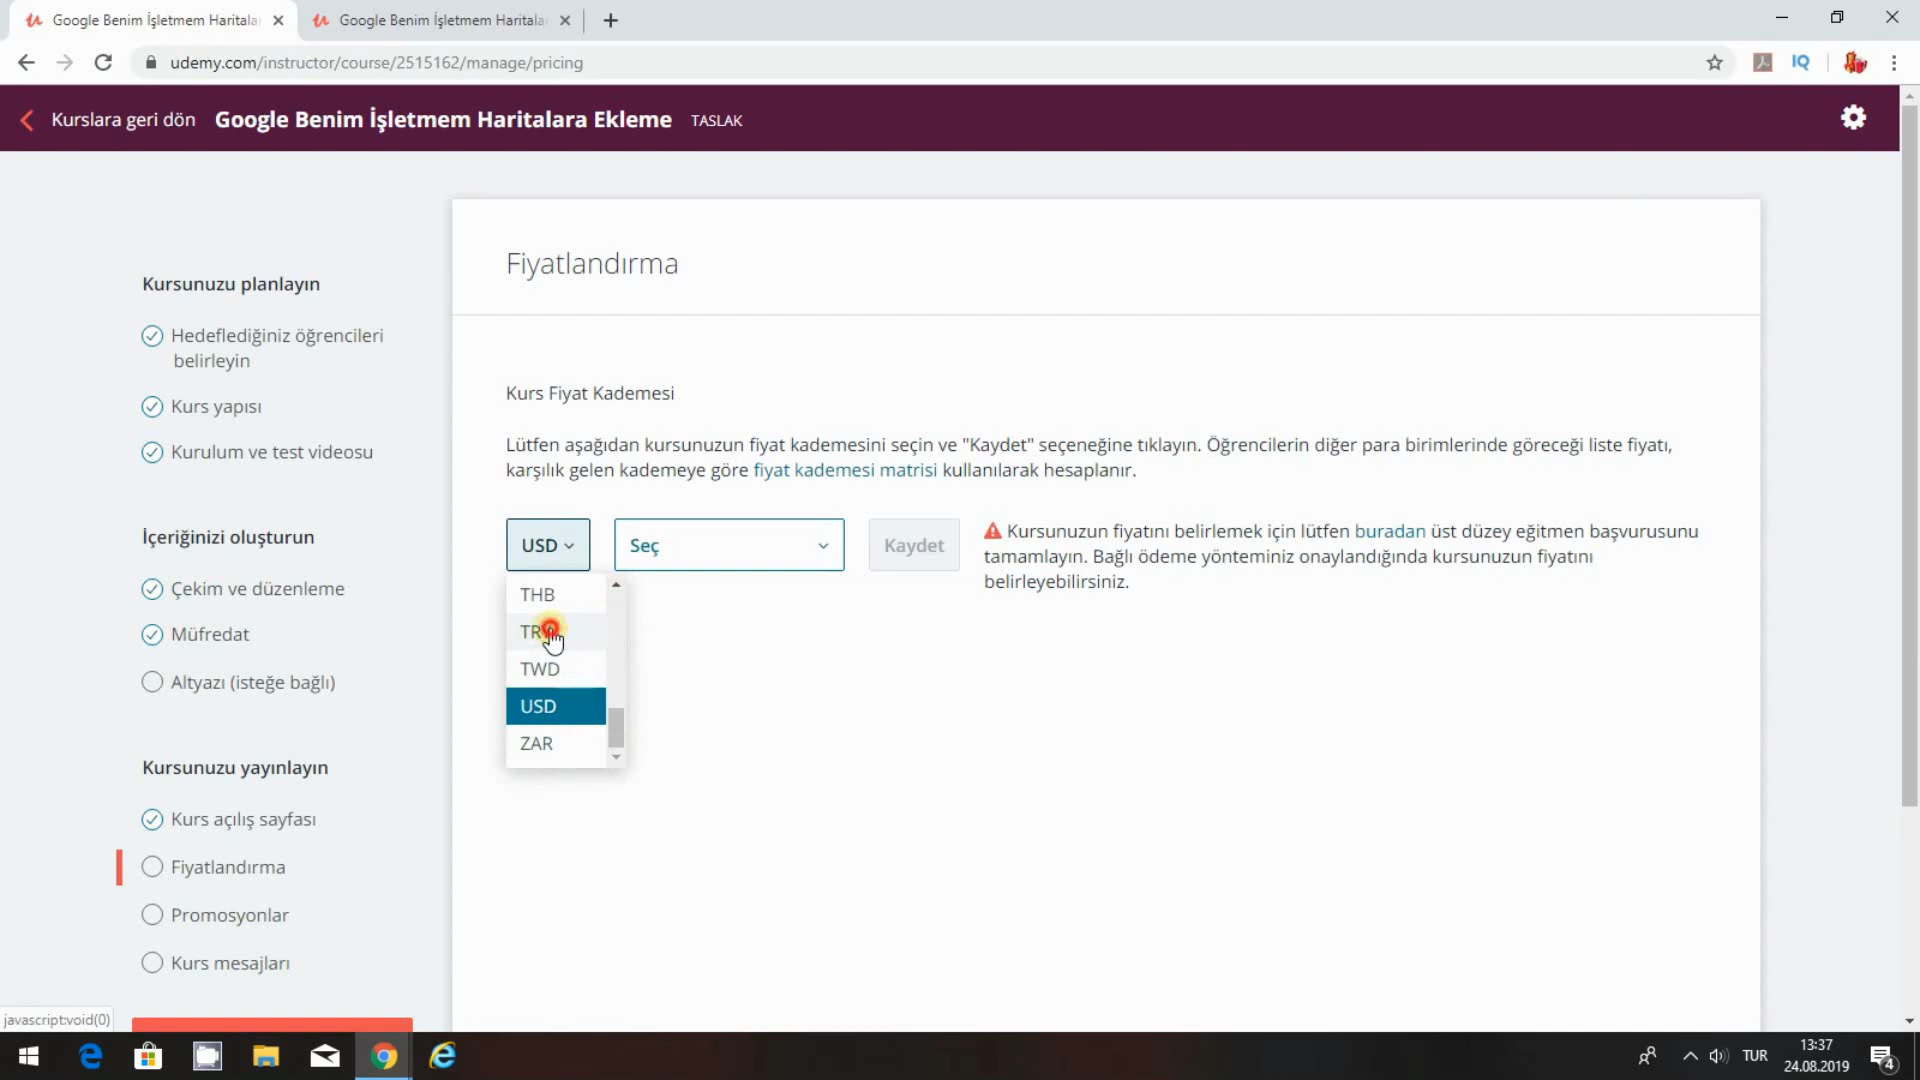 Google Benim İşletmem Haritala
Google Benim İşletmem Haritala
udemy.com/instructor/course/2515162/manage/pricing
IQ
Kurslara geri dön
Google Benim İşletmem Haritalara Ekleme
TASLAK
Kursunuzu planlayın
Hedeflediğiniz öğrencileri
belirleyin
Kurs yapısı
Kurulum ve test videosu
İçeriğinizi oluşturun
Çekim ve düzenleme
Müfredat
Altyazı (isteğe bağlı)
Kursunuzu yayınlayın
Kurs açılış sayfası
Fiyatlandırma
Promosyonlar
Kurs mesajları
Fiyatlandırma
Kurs Fiyat Kademesi
Lütfen aşağıdan kursunuzun fiyat kademesini seçin ve "Kaydet" seçeneğine tıklayın. Öğrencilerin diğer para birimlerinde göreceği liste fiyatı,
karşılık gelen kademeye göre fiyat kademesi matrisi kullanılarak hesaplanır.
USD
Seç
Kaydet
Kursunuzun fiyatını belirlemek için lütfen buradan üst düzey eğitmen başvurusunu
tamamlayın. Bağlı ödeme yönteminiz onaylandığında kursunuzun fiyatını
belirleyebilirsiniz.
THB
TWD
USD
ZAR
javascript:void(0)
TUR
13:37
24.08.2019
4